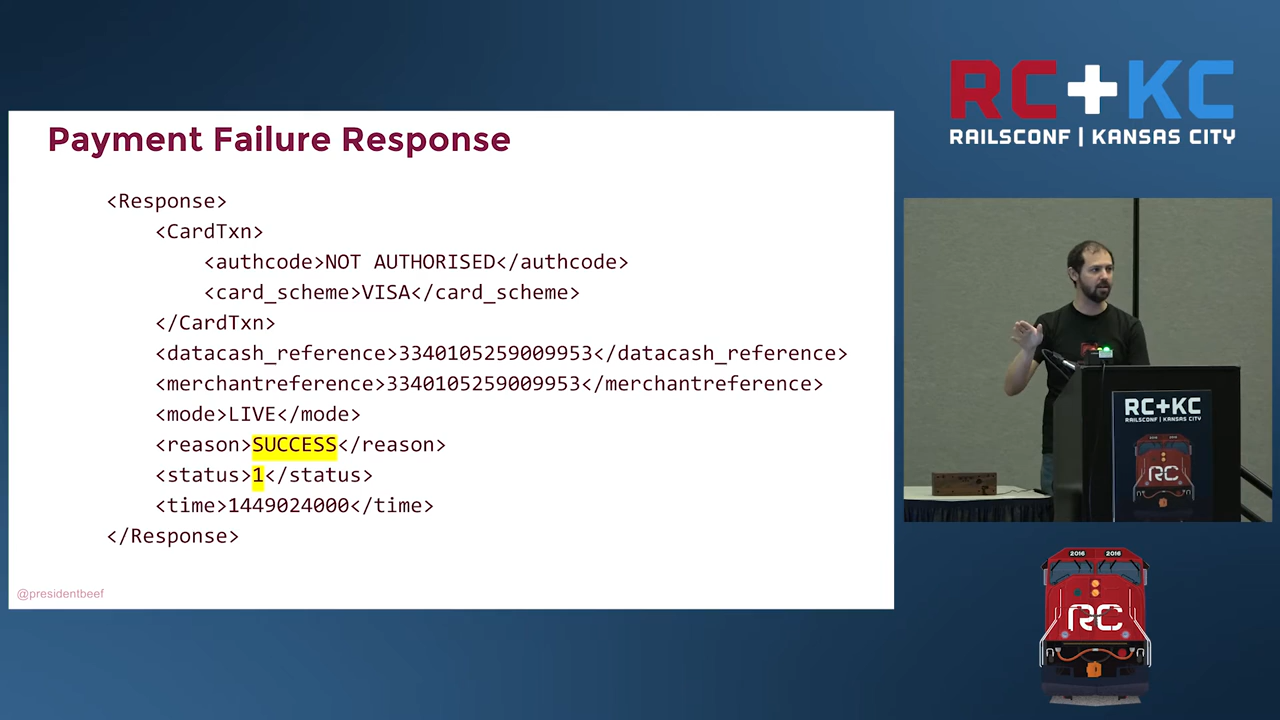 Payment Failure Response
<Response>
<CardTxn>
<authcode>NOT AUTHORISED</authcode>
<card_scheme>VISA</card_scheme>
</CardTxn>
<datacash_reference>3340105259009953</datacash_reference>
<merchantreference>3340105259009953</merchantreference>
<mode>LIVE</mode>
<reason>SUCCESS</reason>
<status>1</status>
<time>1449024000</time>
</Response>
@presidentbeef
RC+KC
RAILSCONF | KANSAS CITY
RC+KC
RAILSCONF | KANSAS CITY
RC
2016 2016
RC